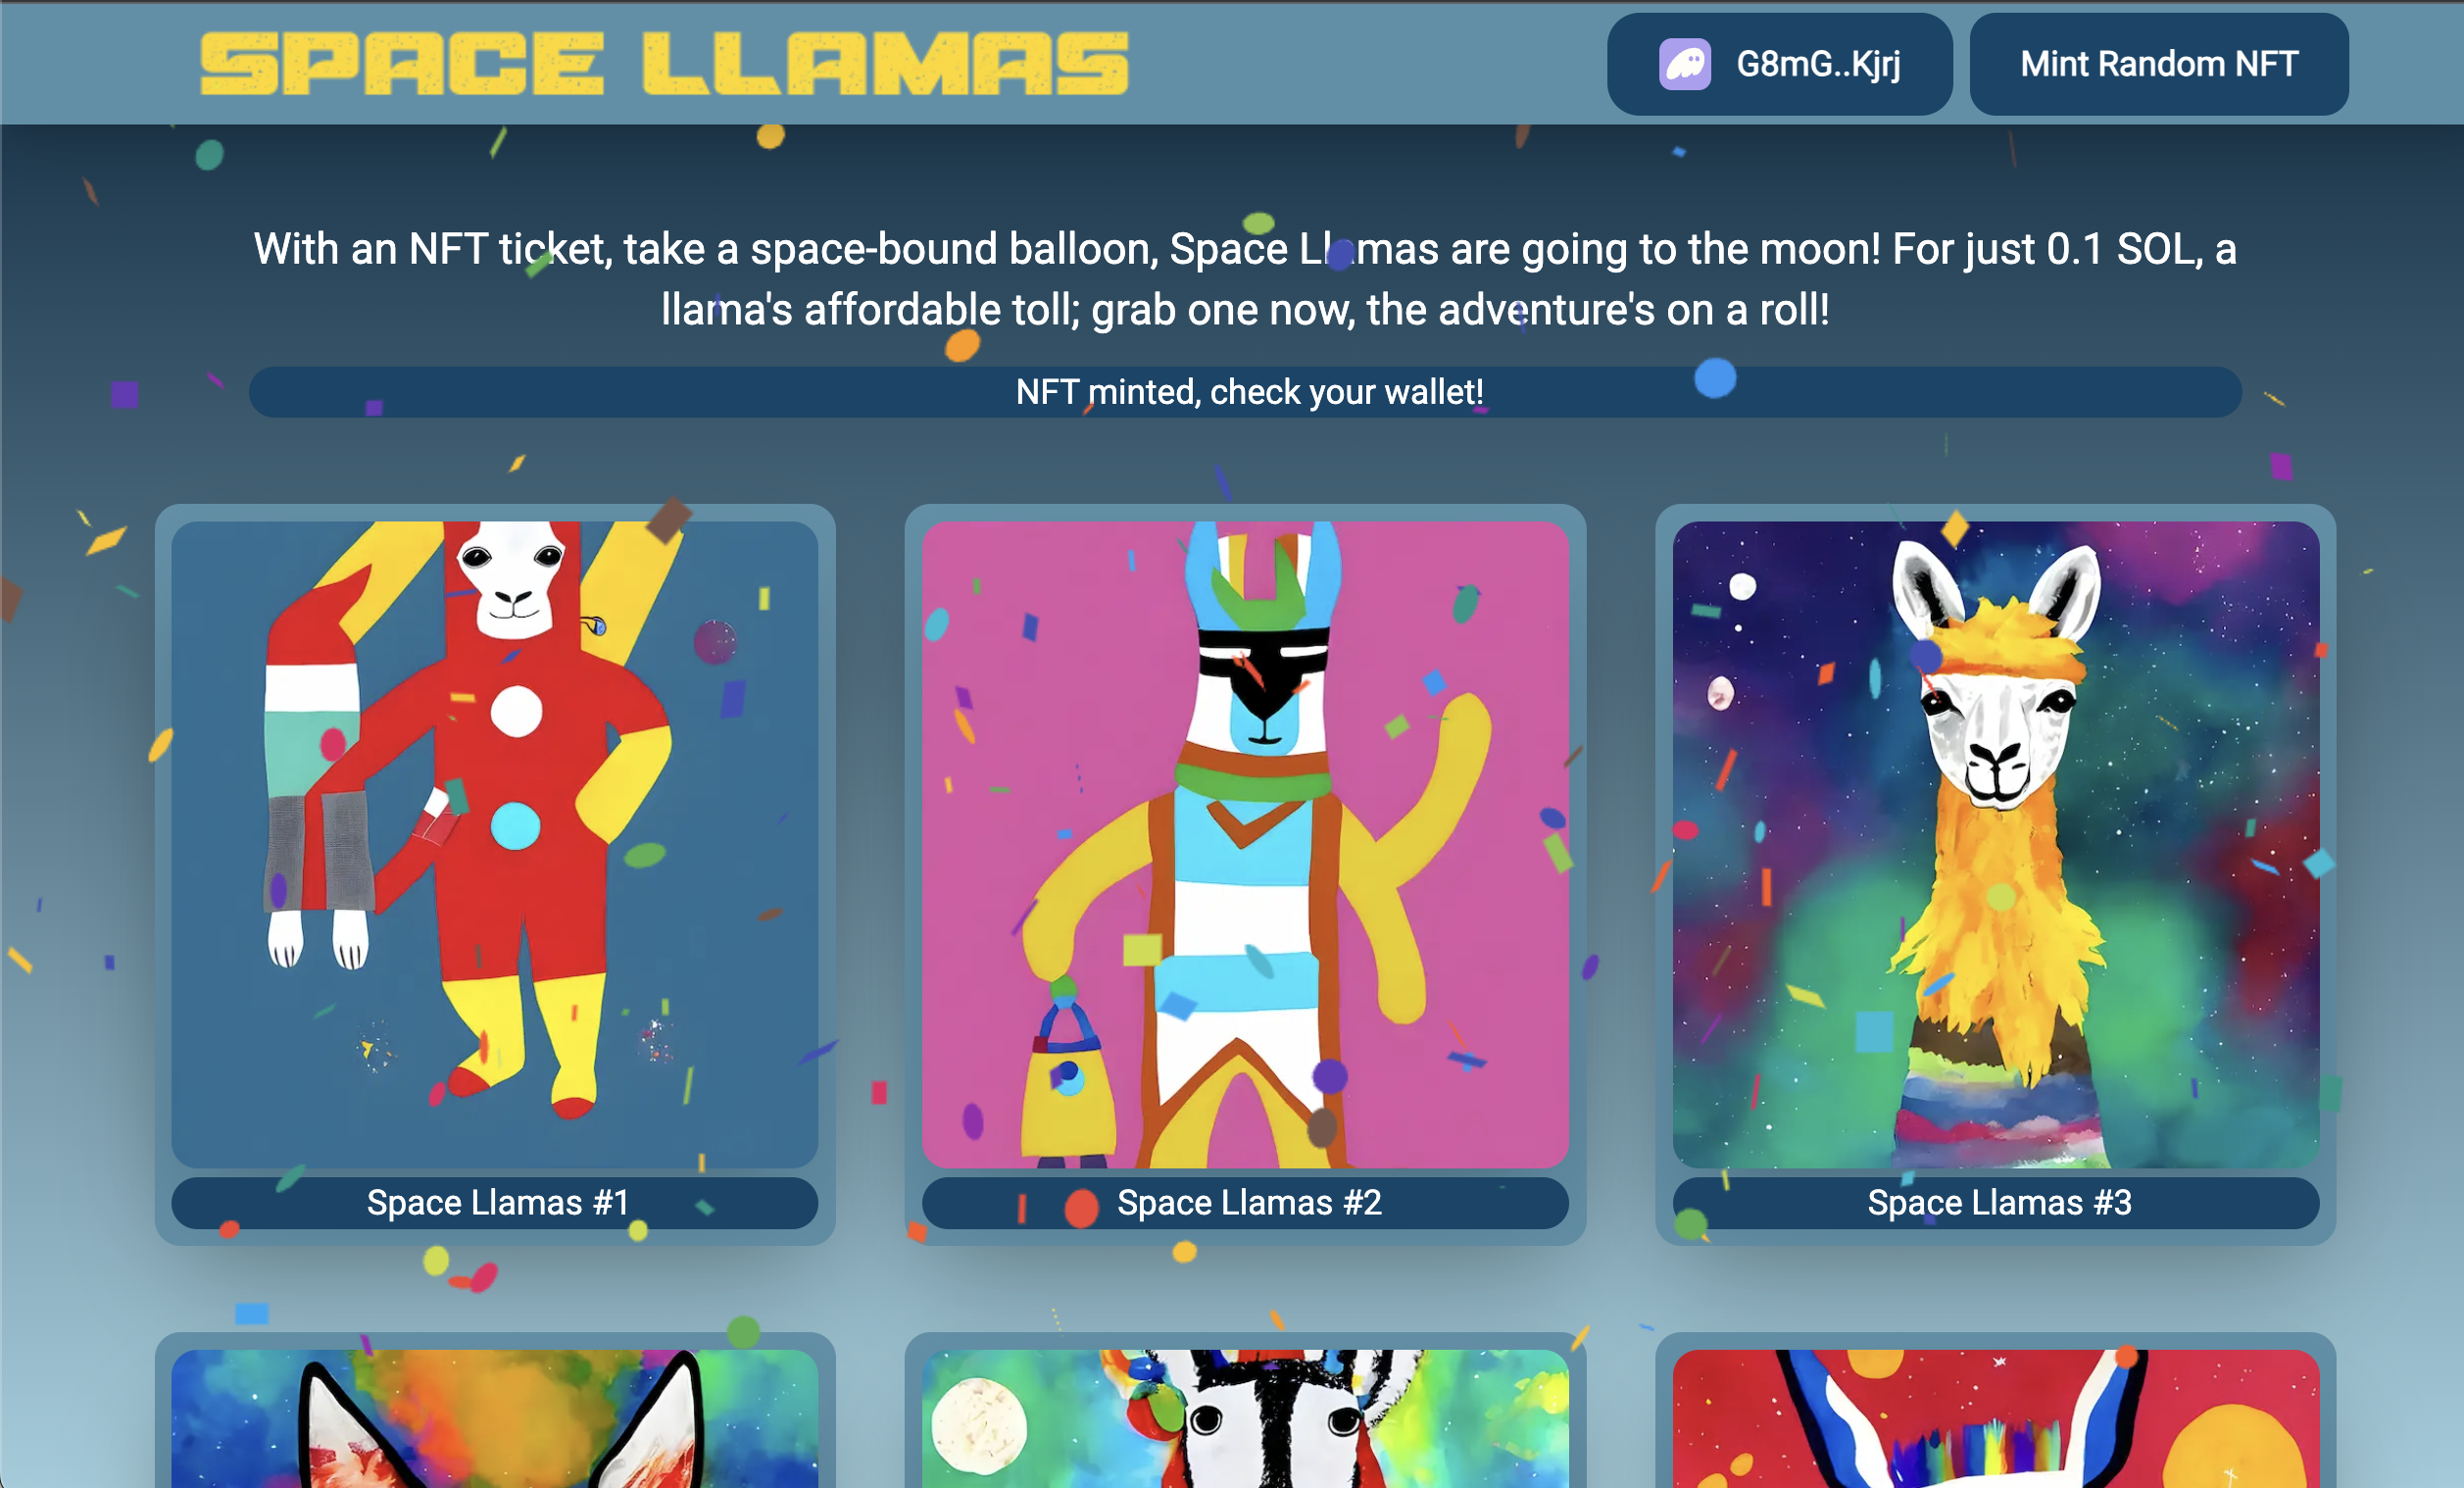 SPACE LLAMAS
G8mG..Kjrj
Mint Random NFT
With an NFT ticket, take a space-bound balloon, Space Llamas are going to the moon! For just 0.1 SOL, a
llama's affordable toll; grab one now, the adventure's on a roll!
NFT minted, check your wallet!
Space Llamas #1
Space Llamas #2
Space Llamas #3